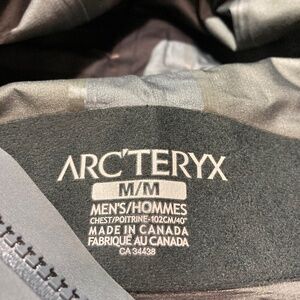 ARC'TERYX
M/M
MEN'S/HOMMES
CHEST/POITRINE-102CM/40"
MADE IN CANADA
FABRIQUÉ AU CANADA
CA 34438